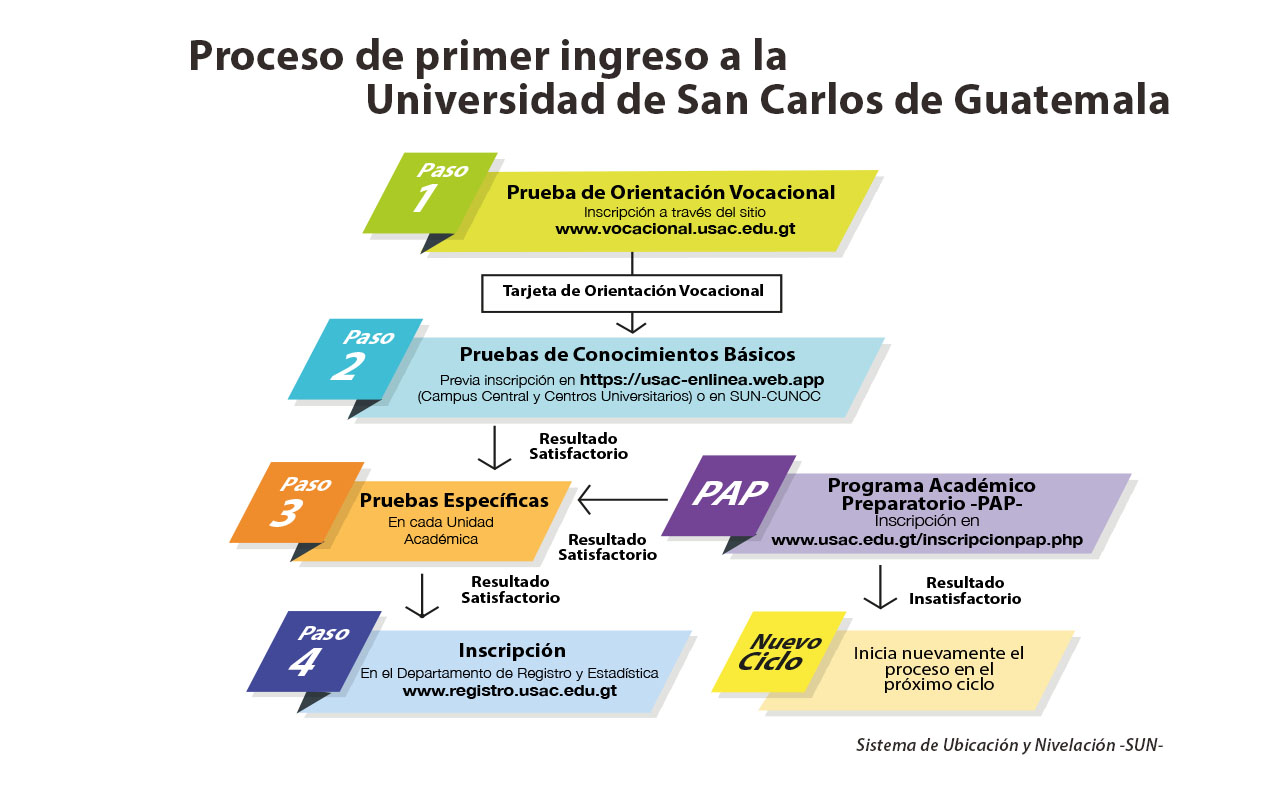 Proceso de primer ingreso a la
Universidad de San Carlos de Guatemala
Paso
1
Prueba de Orientación Vocacional
Inscripción a través del sitio
www.vocacional.usac.edu.gt
Tarjeta de Orientación Vocacional
Paso
2
Pruebas de Conocimientos Básicos
Previa inscripción en https://usac-enlinea.web.app
(Campus Central y Centros Universitarios) o en SUN-CUNOC
Resultado
Satisfactorio
Paso
3
Pruebas Específicas
En cada Unidad
Académica
PAP
Programa Académico
Preparatorio -PAP-
Inscripción en
www.usac.edu.gt/inscripcionpap.php
Resultado
Satisfactorio
Resultado
Satisfactorio
Resultado
Insatisfactorio
Paso
4
Inscripción
En el Departamento de Registro y Estadística
www.registro.usac.edu.gt
Nuevo
Ciclo
Inicia nuevamente el
proceso en el
próximo ciclo
Sistema de Ubicación y Nivelación -SUN-